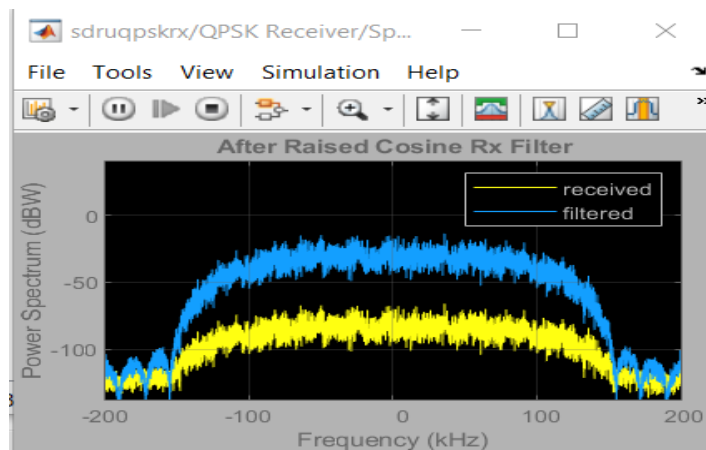 sdruqpskrx/QPSK Receiver/Sp...
File Tools View Simulation Help
After Raised Cosine Rx Filter
received
filtered
Power Spectrum (dBW)
0
-50
-100
-200 -100 0 100 200
Frequency (kHz)
3